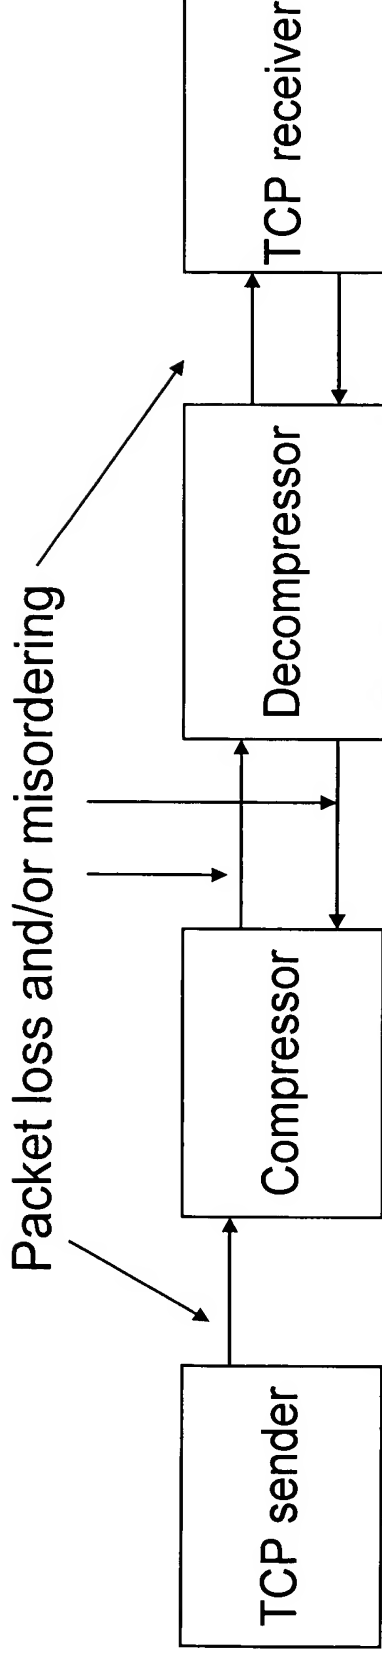 Packet loss and/or misordering
TCP sender
Compressor
Decompressor
TCP receiver